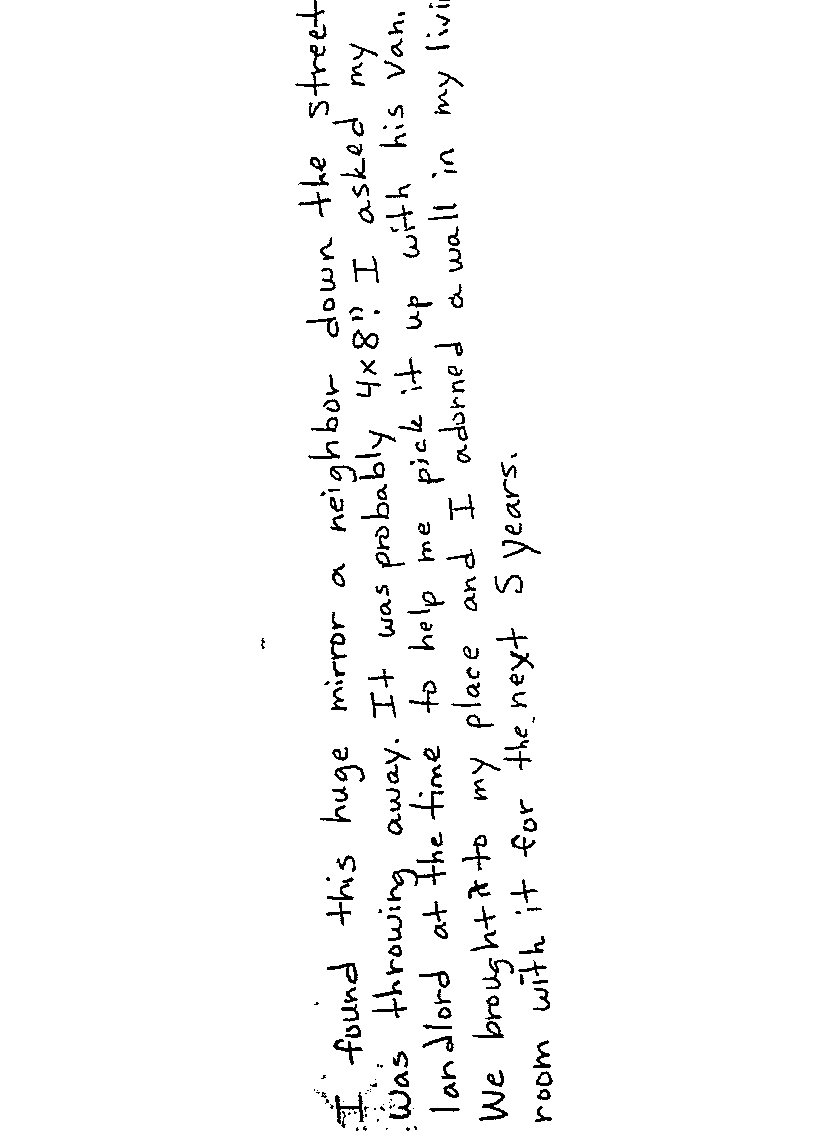 I found this huge mirror a neighbor down the street
was throwing away. It was probably 4x8". I asked my
landlord at the time to help me pick it up with his van.
We brought it to my place and I adorned a wall in my livi
room with it for the next 5 years.